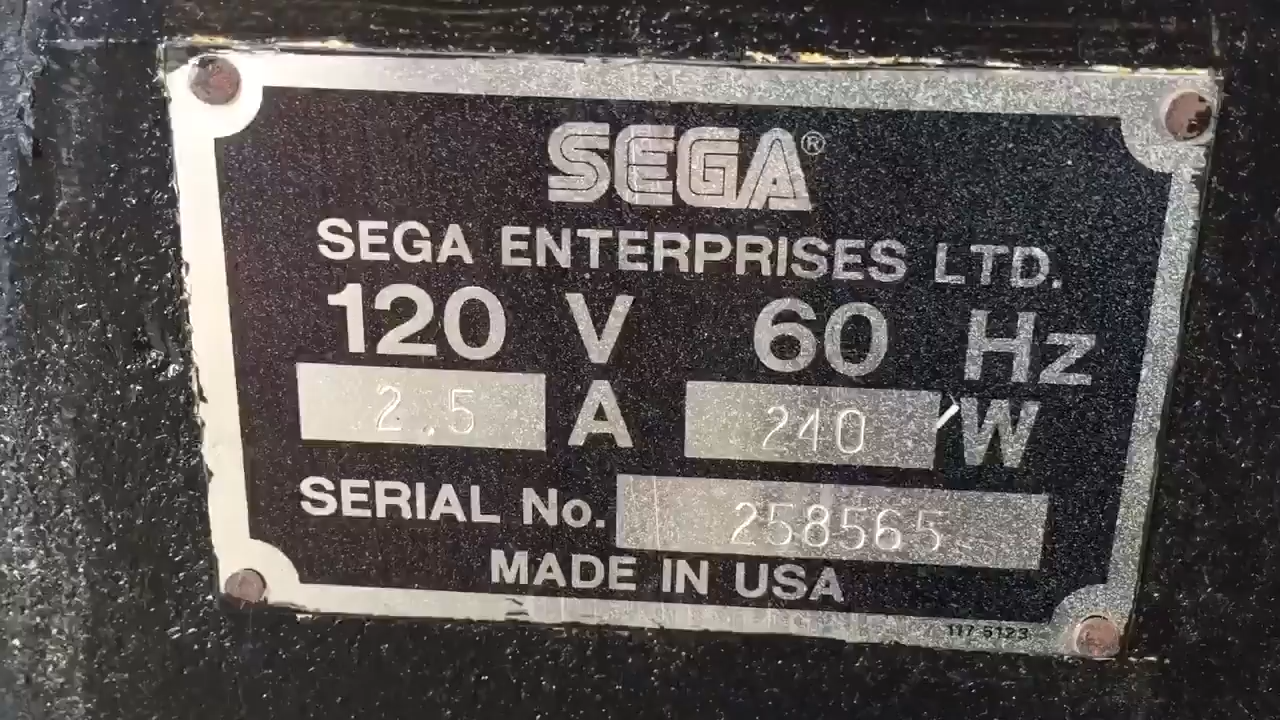 SEGA®
SEGA ENTERPRISES LTD.
120 V 60 Hz
2.5 A 240 W
SERIAL No. 258565
MADE IN USA
117 5123